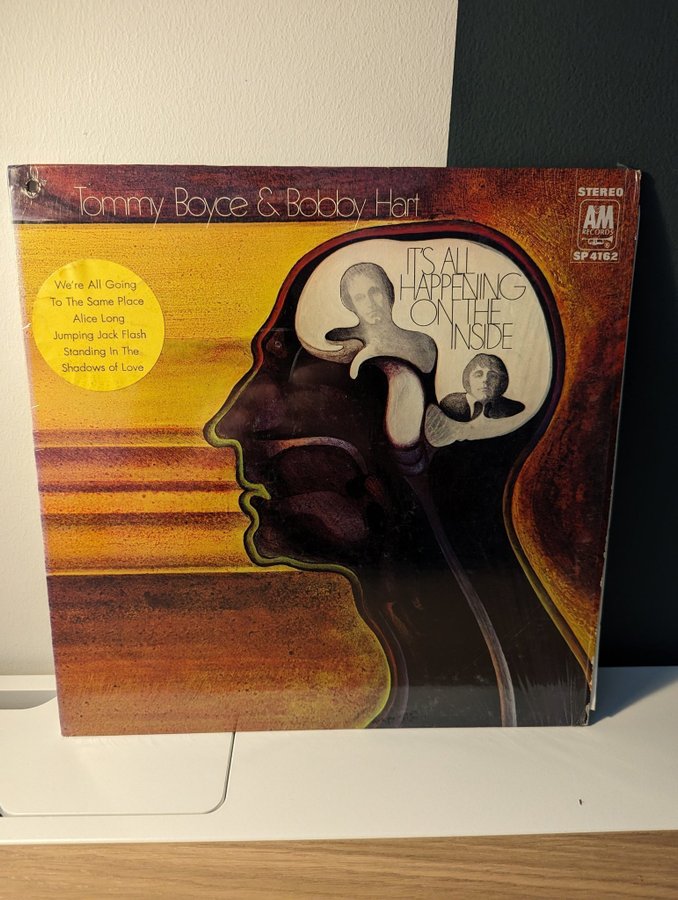 Tommy Boyce & Bobby Hart
STEREO
A&M
RECORDS
SP 4162
IT'S ALL
HAPPENING
ON THE
INSIDE
We're All Going
To The Same Place
Alice Long
Jumping Jack Flash
Standing In The
Shadows of Love